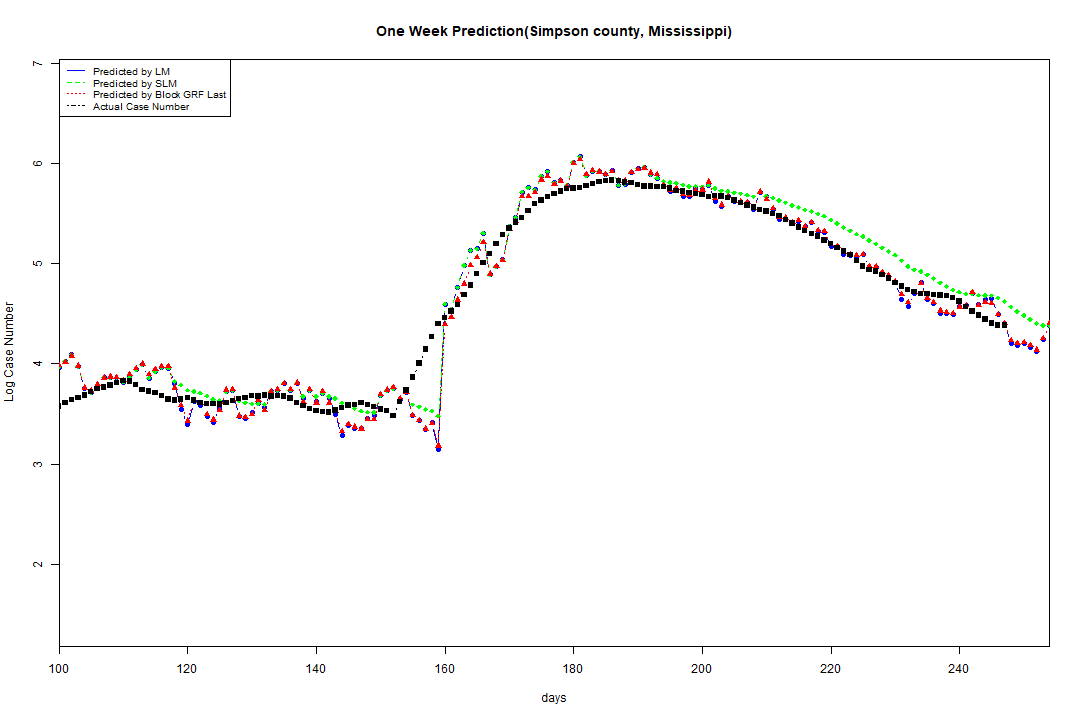 One Week Prediction(Simpson county, Mississippi)
Predicted by LM
Predicted by SLM
Predicted by Block GRF Last
Actual Case Number
7
6
5
4
3
2
Log Case Number
100 120 140 160 180 200 220 240
days